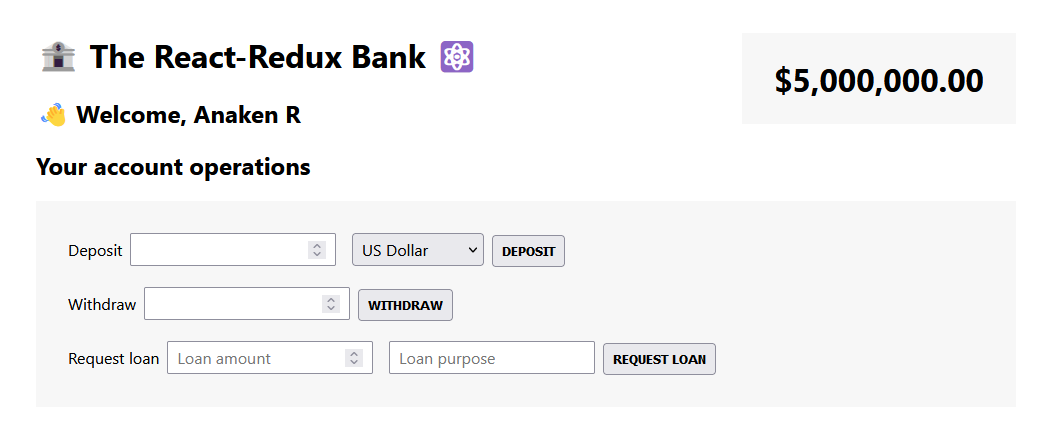 The React-Redux Bank
$5,000,000.00
Welcome, Anaken R
Your account operations
Deposit US Dollar DEPOSIT
Withdraw WITHDRAW
Request loan Loan amount Loan purpose REQUEST LOAN